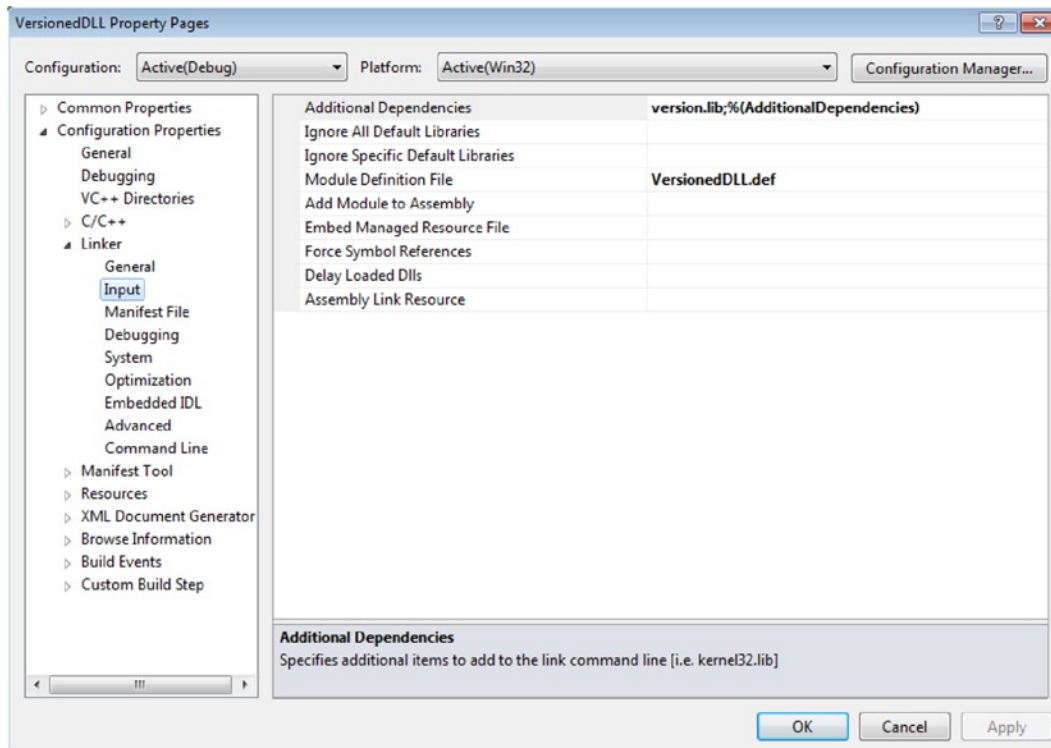 VersionedDLL Property Pages
Configuration: Active(Debug) Platform: Active(Win32) Configuration Manager...
Common Properties
Configuration Properties
General
Debugging
VC++ Directories
C/C++
Linker
General
Input
Manifest File
Debugging
System
Optimization
Embedded IDL
Advanced
Command Line
Manifest Tool
Resources
XML Document Generator
Browse Information
Build Events
Custom Build Step
Additional Dependencies version.lib;%(AdditionalDependencies)
Ignore All Default Libraries
Ignore Specific Default Libraries
Module Definition File VersionedDLL.def
Add Module to Assembly
Embed Managed Resource File
Force Symbol References
Delay Loaded Dlls
Assembly Link Resource
Additional Dependencies
Specifies additional items to add to the link command line [i.e. kernel32.lib]
OK Cancel Apply